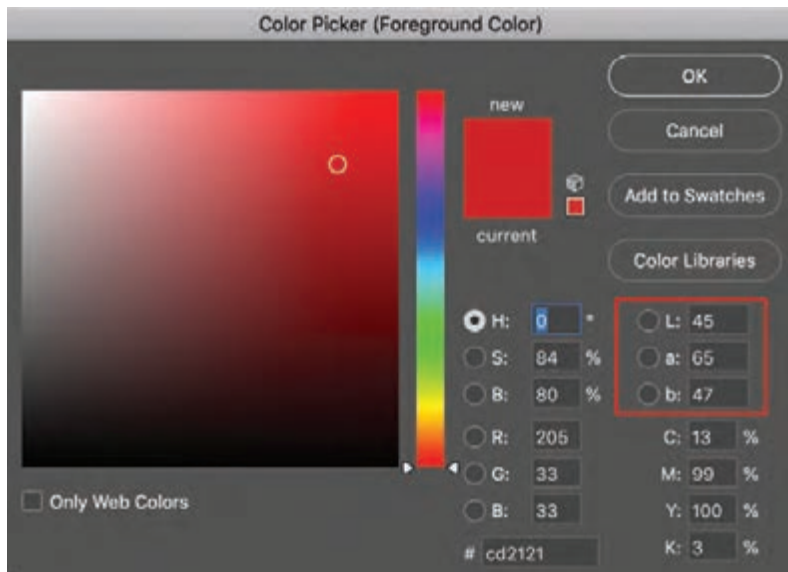 Color Picker (Foreground Color)
new
current
OK
Cancel
Add to Swatches
Color Libraries
H: 0 °
S: 84 %
B: 80 %
R: 205
G: 33
B: 33
# cd2121
L: 45
a: 65
b: 47
C: 13 %
M: 99 %
Y: 100 %
K: 3 %
Only Web Colors